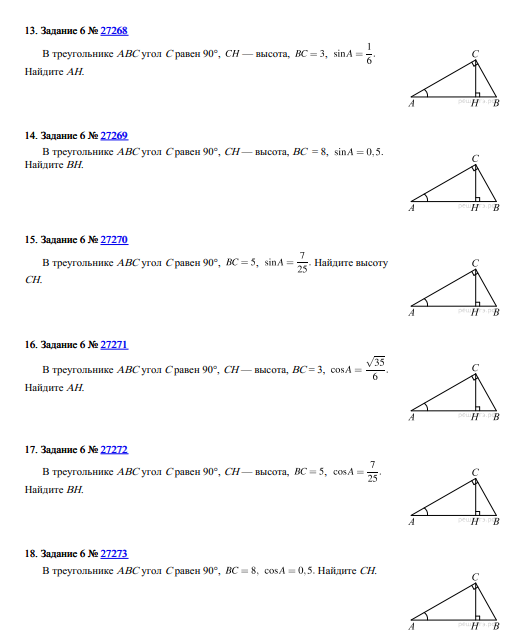 13. Задание 6 № 27268
В треугольнике ABC угол C равен 90°, CH — высота, BC = 3, sin A = 1/6.
Найдите AH.
C
A H B
14. Задание 6 № 27269
В треугольнике ABC угол C равен 90°, CH — высота, BC = 8, sin A = 0,5.
Найдите BH.
C
A H B
15. Задание 6 № 27270
В треугольнике ABC угол C равен 90°, BC = 5, sin A = 7/25. Найдите высоту
CH.
C
A H B
16. Задание 6 № 27271
В треугольнике ABC угол C равен 90°, CH — высота, BC = 3, cos A = √35/6.
Найдите AH.
C
A H B
17. Задание 6 № 27272
В треугольнике ABC угол C равен 90°, CH — высота, BC = 5, cos A = 7/25.
Найдите BH.
C
A H B
18. Задание 6 № 27273
В треугольнике ABC угол C равен 90°, BC = 8, cos A = 0,5. Найдите CH.
C
A H B